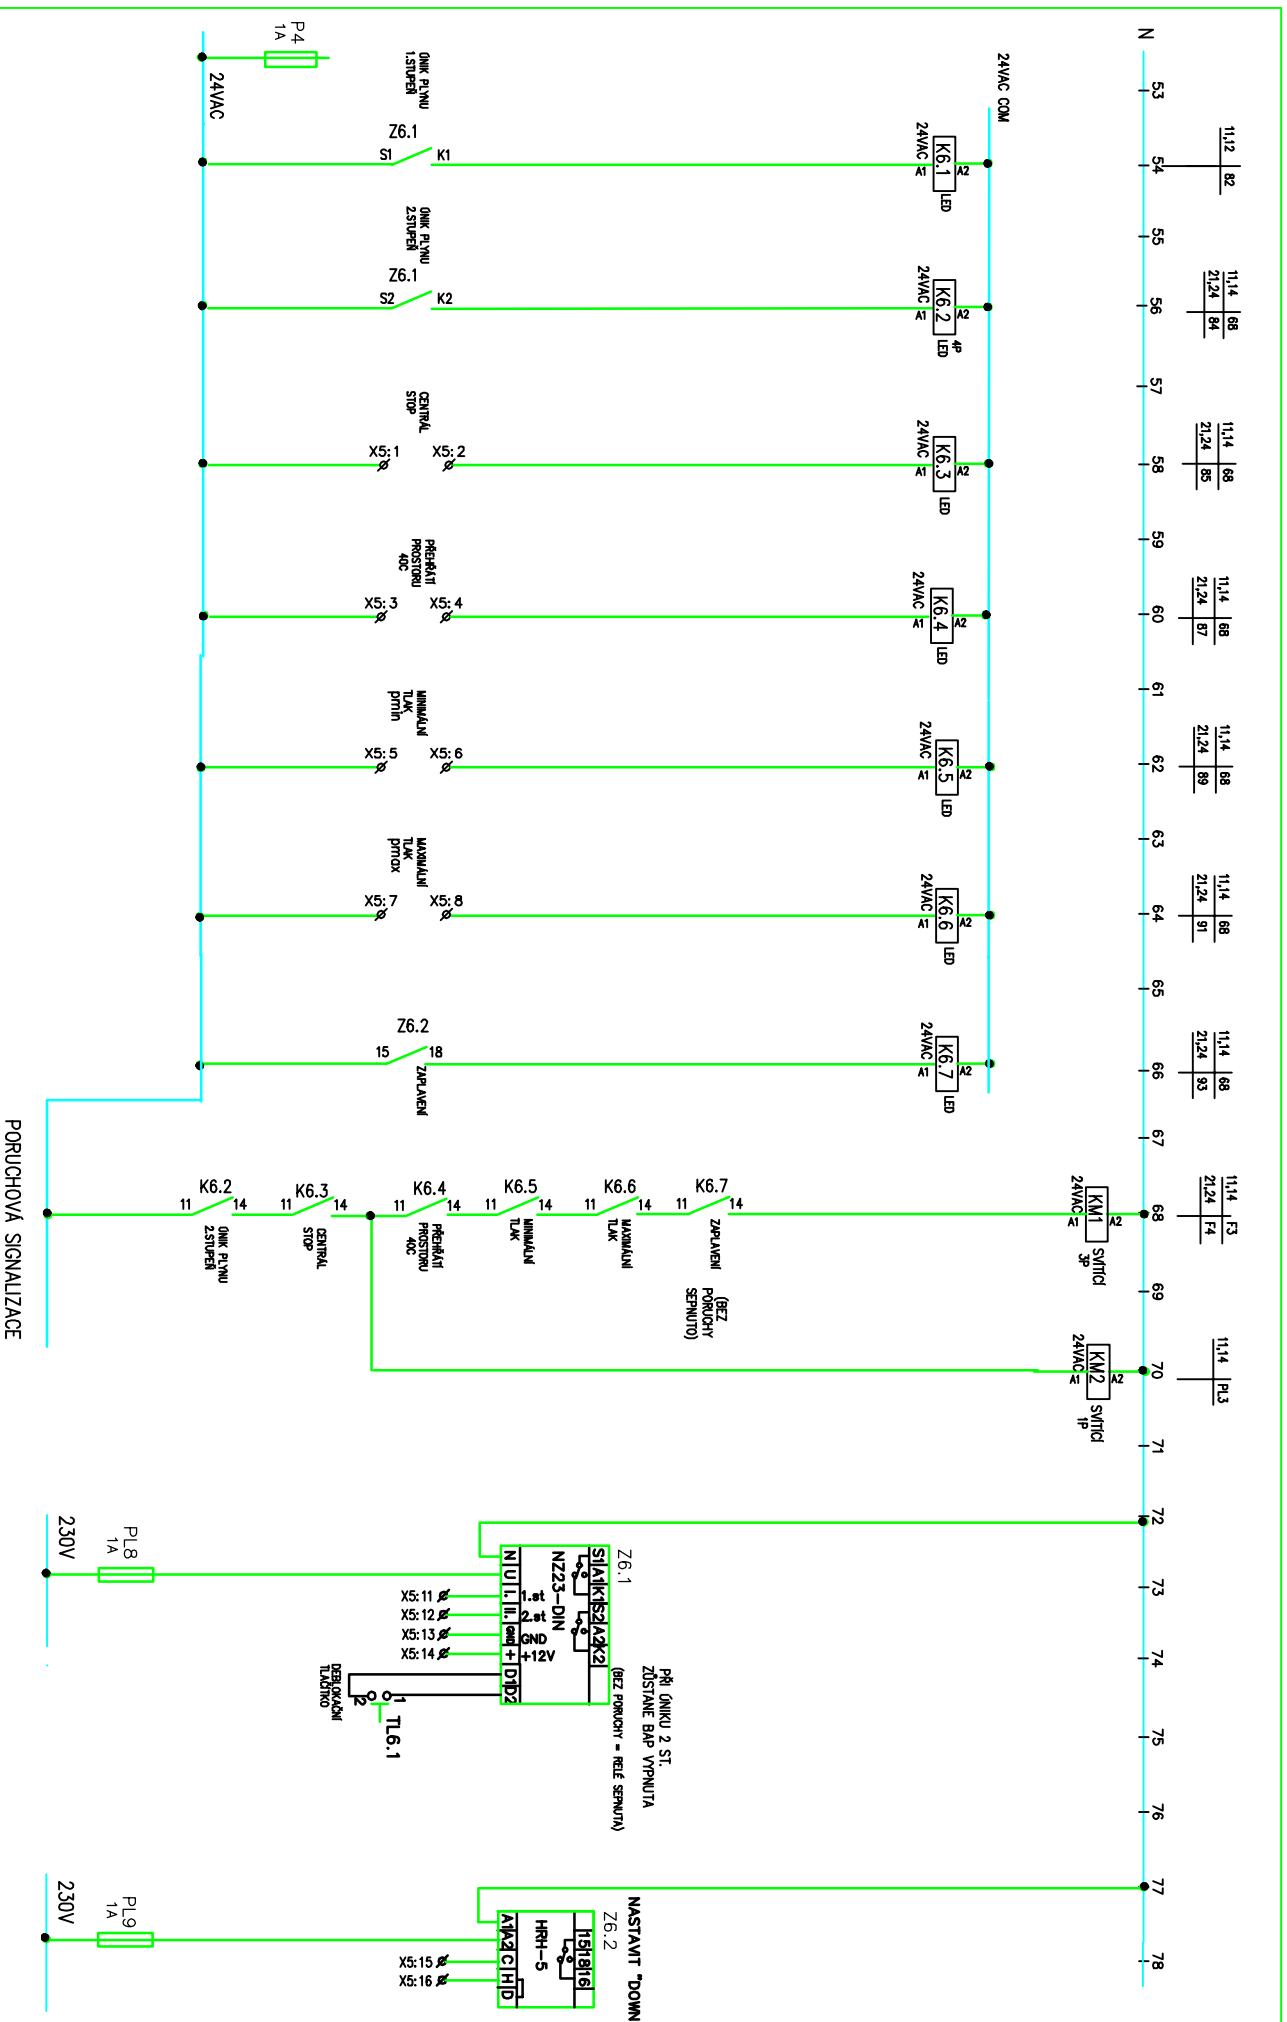 N
53
54
55
56
57
58
59
60
61
62
63
64
65
66
67
68
69
70
71
72
73
74
75
76
77
78
11,12
82
11,14
68
21,24
84
11,14
68
21,24
85
11,14
68
21,24
87
11,14
68
21,24
89
11,14
68
21,24
91
11,14
68
21,24
93
11,14
F3
21,24
F4
11,14
PL3
24VAC COM
P4
1A
24VAC
ÚNIK PLYNU
1.STUPEŇ
Z6.1
S1
K1
24VAC
K6.1
A1
A2
LED
ÚNIK PLYNU
2.STUPEŇ
Z6.1
S2
K2
24VAC
K6.2
A1
A2
4P
LED
CENTRÁL
STOP
X5:1
X5:2
24VAC
K6.3
A1
A2
LED
PŘEHŘÁTÍ
PROSTORU
40C
X5:3
X5:4
24VAC
K6.4
A1
A2
LED
MINIMÁLNÍ
TLAK
pmin
X5:5
X5:6
24VAC
K6.5
A1
A2
LED
MAXIMÁLNÍ
TLAK
pmax
X5:7
X5:8
24VAC
K6.6
A1
A2
LED
Z6.2
15
18
ZAPLAVENÍ
24VAC
K6.7
A1
A2
LED
PORUCHOVÁ SIGNALIZACE
K6.2
11
14
ÚNIK PLYNU
2.STUPEŇ
K6.3
11
14
CENTRÁL
STOP
K6.4
11
14
PŘEHŘÁTÍ
PROSTORU
40C
K6.5
11
14
MINIMÁLNÍ
TLAK
K6.6
11
14
MAXIMÁLNÍ
TLAK
K6.7
11
14
ZAPLAVENÍ
(BEZ
PORUCHY
SEPNUTO)
24VAC
KM1
A1
A2
SVÍTÍCÍ
3P
24VAC
KM2
A1
A2
SVÍTÍCÍ
1P
230V
PL8
1A
Z6.1
S1 A1 K1 S2 A2 K2
NZ23-DIN
N U I. II. GND + D1 D2
1.st
2.st
GND
+12V
X5:11
X5:12
X5:13
X5:14
DEBLOKAČNÍ
TLAČÍTKO
2
1
TL6.1
PŘI ÚNIKU 2 ST.
ZŮSTANE BAP VYPNUTA
(BEZ PORUCHY = RELÉ SEPNUTA)
230V
PL9
1A
NASTAVIT "DOWN
Z6.2
15 18 16
HRH-5
A1 A2 C H D
X5:15
X5:16